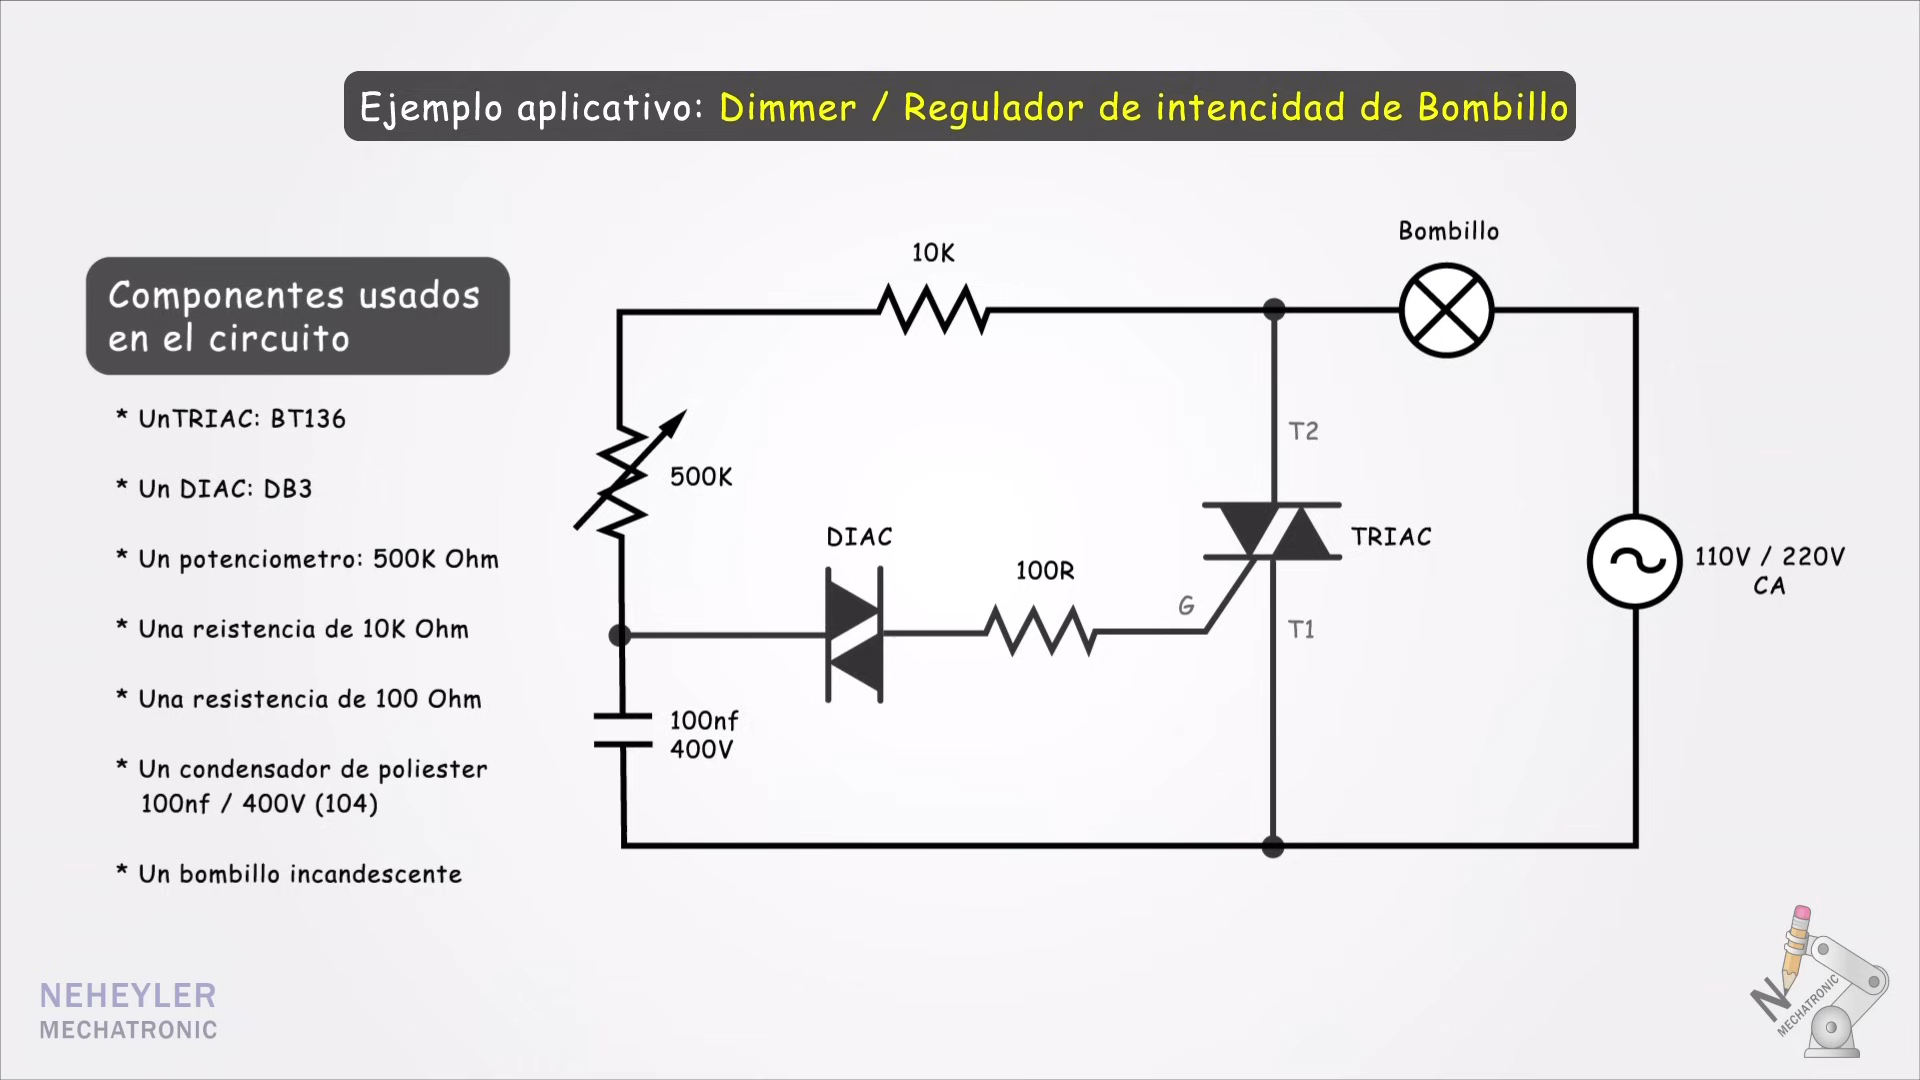 Ejemplo aplicativo: Dimmer / Regulador de intencidad de Bombillo
Componentes usados
en el circuito
* UnTRIAC: BT136
* Un DIAC: DB3
* Un potenciometro: 500K Ohm
* Una reistencia de 10K Ohm
* Una resistencia de 100 Ohm
* Un condensador de poliester
100nf / 400V (104)
* Un bombillo incandescente
10K
Bombillo
500K
T2
DIAC
100R
TRIAC
G
T1
110V / 220V
CA
100nf
400V
NEHEYLER
MECHATRONIC
N
MECHATRONIC